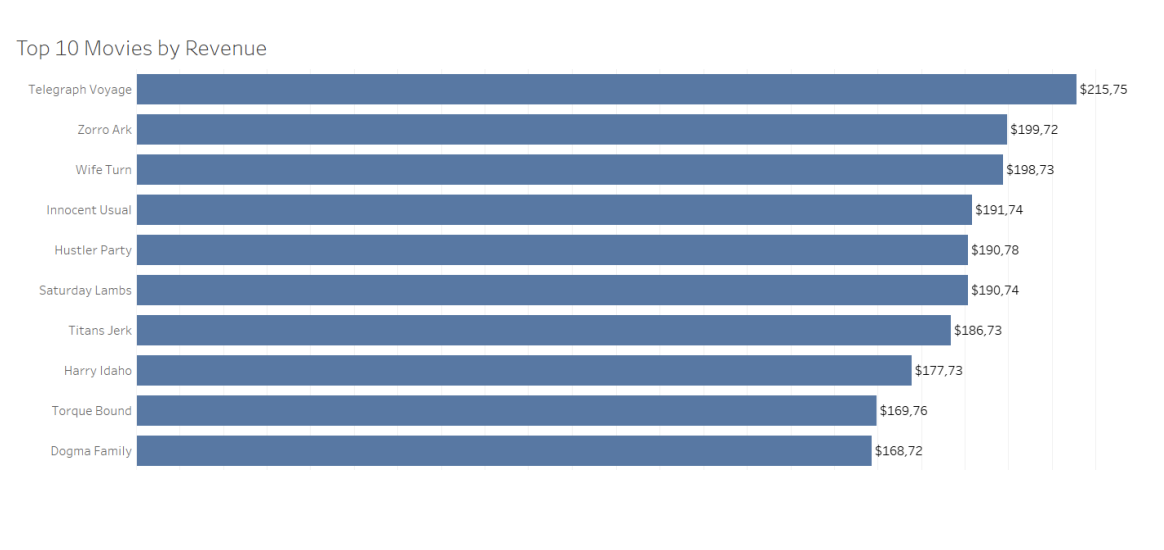 Top 10 Movies by Revenue
Telegraph Voyage $215,75
Zorro Ark $199,72
Wife Turn $198,73
Innocent Usual $191,74
Hustler Party $190,78
Saturday Lambs $190,74
Titans Jerk $186,73
Harry Idaho $177,73
Torque Bound $169,76
Dogma Family $168,72